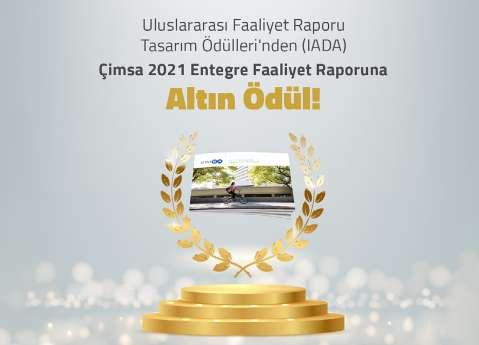 Uluslararası Faaliyet Raporu
Tasarım Ödülleri'nden (IADA)
Çimsa 2021 Entegre Faaliyet Raporuna
Altın Ödül!